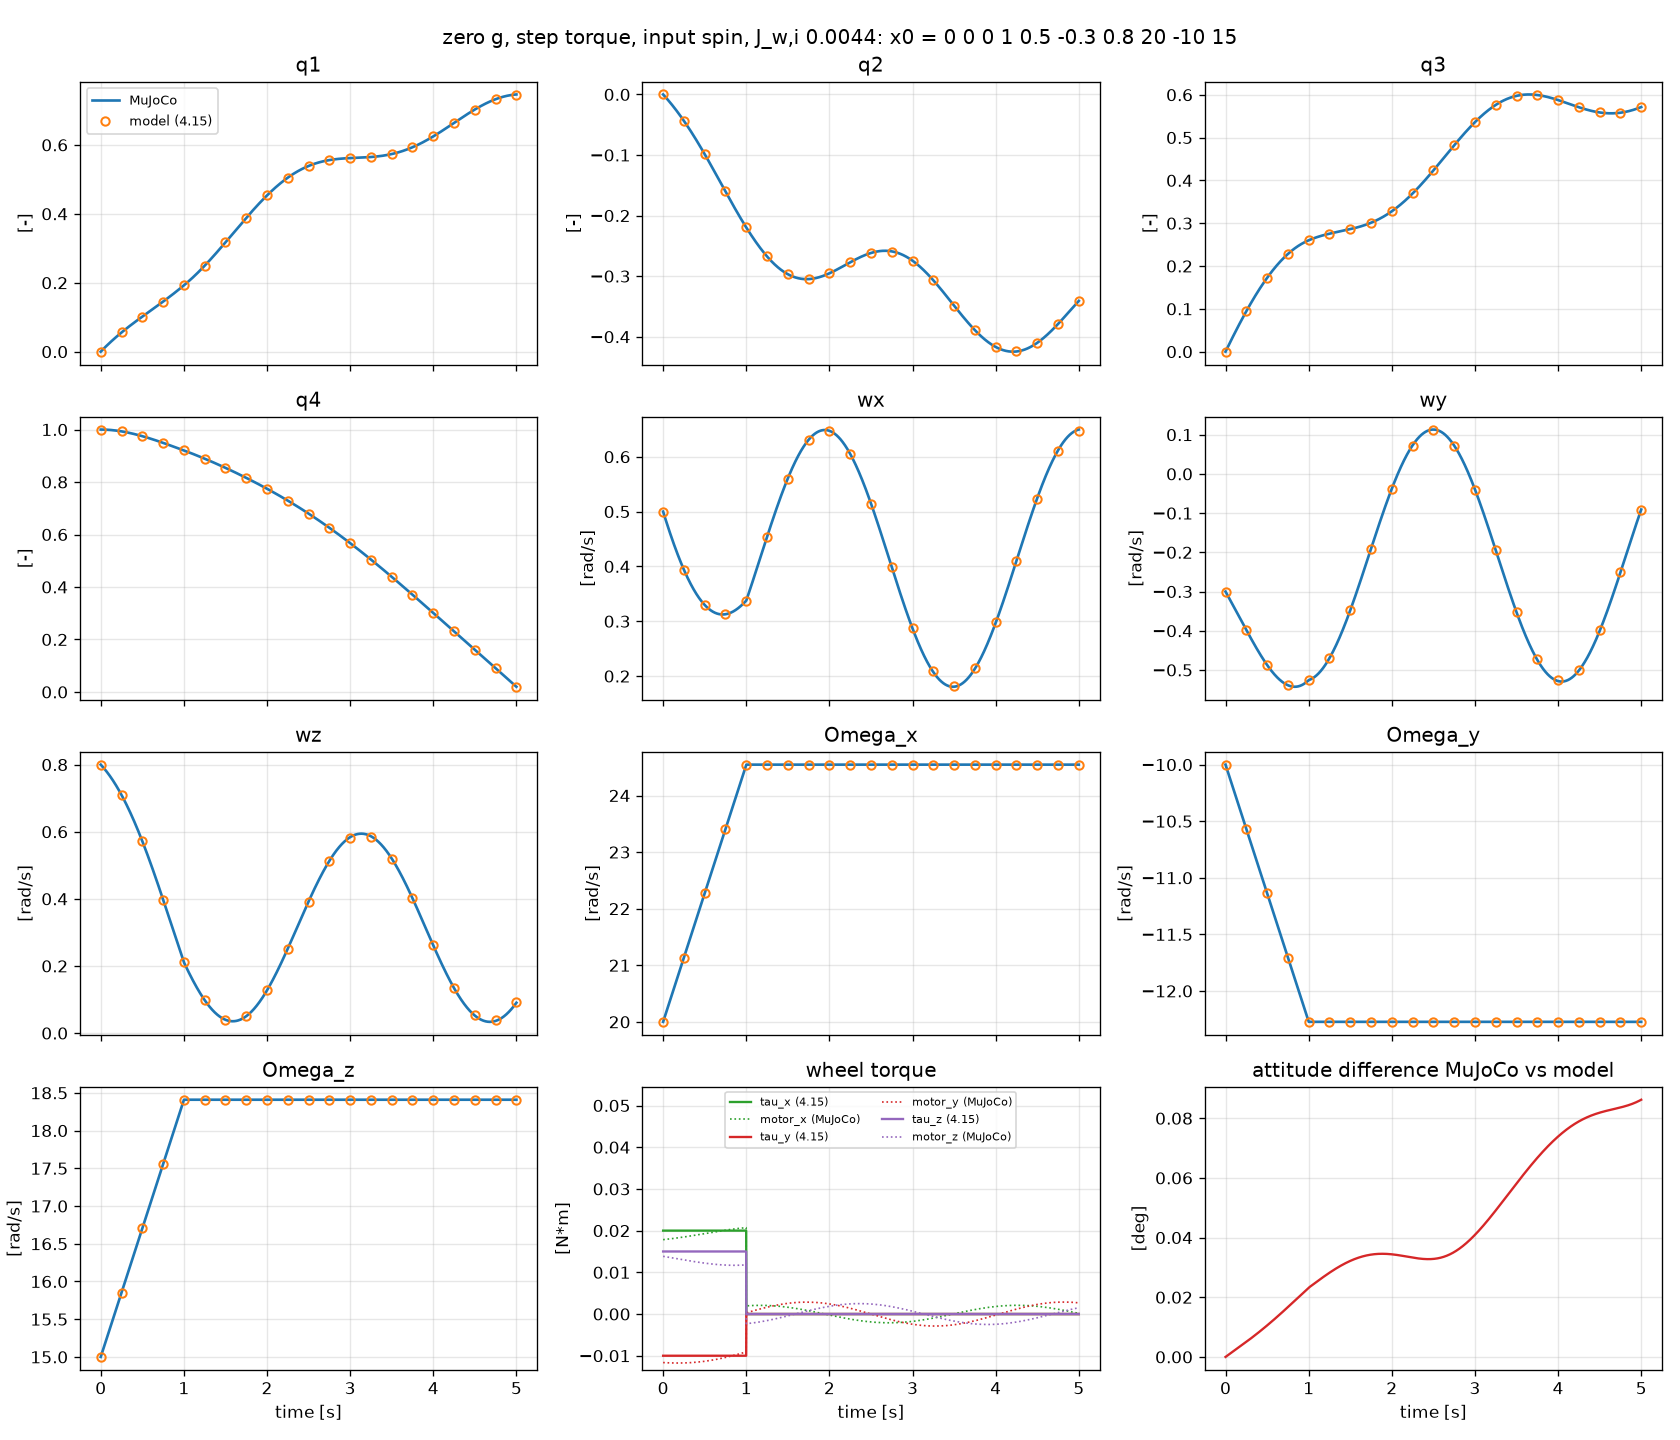 zero g, step torque, input spin, J_w,i 0.0044: x0 = 0 0 0 1 0.5 -0.3 0.8 20 -10 15
q1
q2
q3
MuJoCo
model (4.15)
[-]
0.6
0.4
0.2
0.0
[-]
0.0
−0.1
−0.2
−0.3
−0.4
[-]
0.6
0.5
0.4
0.3
0.2
0.1
0.0
q4
wx
wy
[-]
1.0
0.8
0.6
0.4
0.2
0.0
[rad/s]
0.6
0.5
0.4
0.3
0.2
[rad/s]
0.1
0.0
−0.1
−0.2
−0.3
−0.4
−0.5
wz
Omega_x
Omega_y
[rad/s]
0.8
0.6
0.4
0.2
0.0
[rad/s]
24
23
22
21
20
[rad/s]
−10.0
−10.5
−11.0
−11.5
−12.0
Omega_z
wheel torque
attitude difference MuJoCo vs model
[rad/s]
18.5
18.0
17.5
17.0
16.5
16.0
15.5
15.0
0 1 2 3 4 5
time [s]
[N*m]
0.05
0.04
0.03
0.02
0.01
0.00
−0.01
tau_x (4.15)
motor_x (MuJoCo)
tau_y (4.15)
motor_y (MuJoCo)
tau_z (4.15)
motor_z (MuJoCo)
0 1 2 3 4 5
time [s]
[deg]
0.08
0.06
0.04
0.02
0.00
0 1 2 3 4 5
time [s]